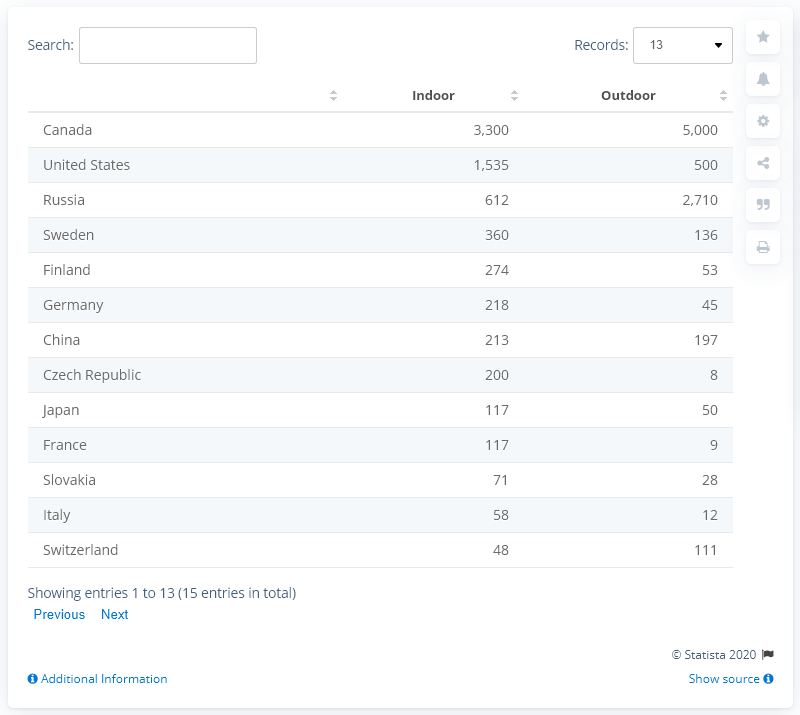 Search: Records: 13
Indoor Outdoor
Canada 3,300 5,000
United States 1,535 500
Russia 612 2,710
Sweden 360 136
Finland 274 53
Germany 218 45
China 213 197
Czech Republic 200 8
Japan 117 50
France 117 9
Slovakia 71 28
Italy 58 12
Switzerland 48 111
Showing entries 1 to 13 (15 entries in total)
Previous Next
© Statista 2020
Additional Information Show source